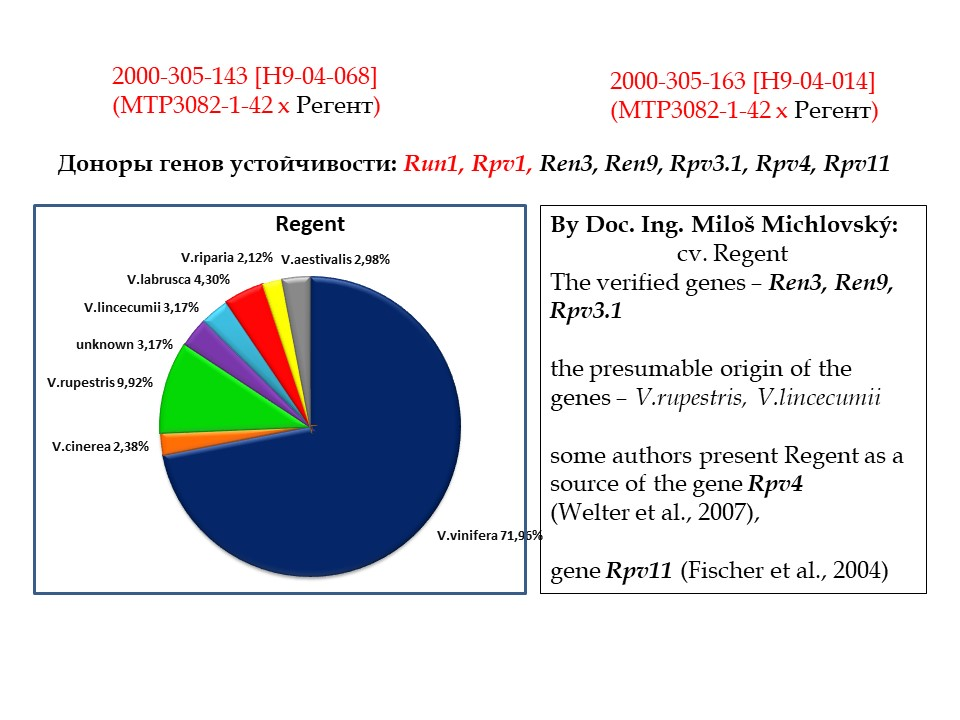 2000-305-143 [H9-04-068]
(МТР3082-1-42 х Регент)
2000-305-163 [H9-04-014]
(МТР3082-1-42 х Регент)
Доноры генов устойчивости: Run1, Rpv1, Ren3, Ren9, Rpv3.1, Rpv4, Rpv11
Regent
V.riparia 2,12%
V.aestivalis 2,98%
V.labrusca 4,30%
V.lincecumii 3,17%
unknown 3,17%
V.rupestris 9,92%
V.cinerea 2,38%
V.vinifera 71,96%
By Doc. Ing. Miloš Michlovský:
cv. Regent
The verified genes – Ren3, Ren9,
Rpv3.1
the presumable origin of the
genes – V.rupestris, V.lincecumii
some authors present Regent as a
source of the gene Rpv4
(Welter et al., 2007),
gene Rpv11 (Fischer et al., 2004)